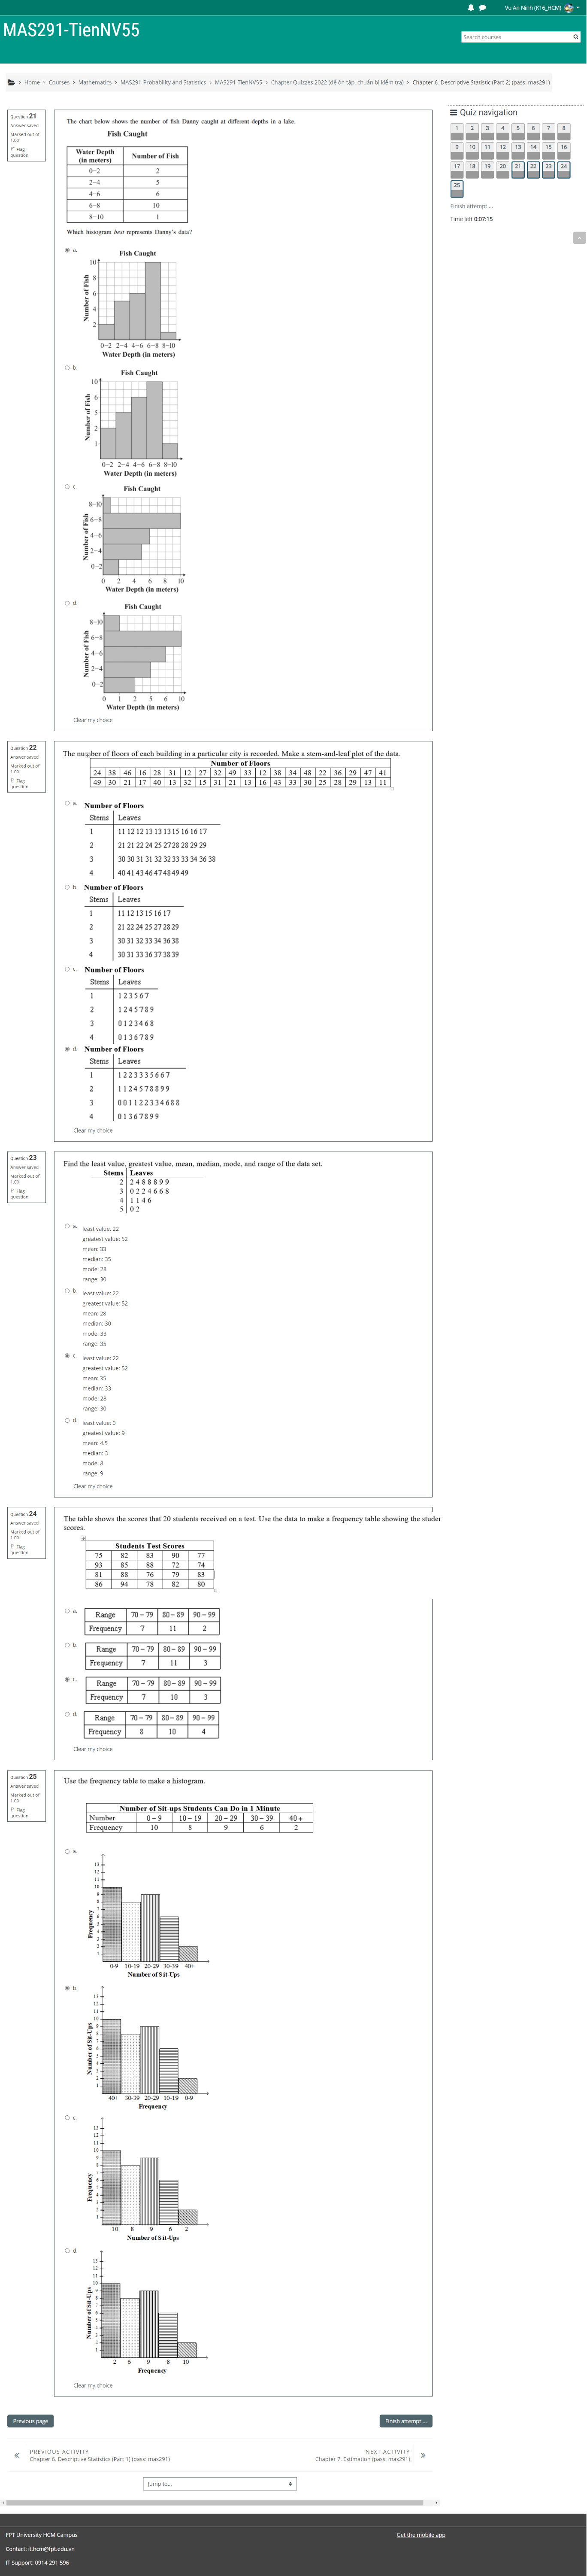 Vu An Ninh (K16_HCM)
MAS291-TienNV55
Search courses
Home > Courses > Mathematics > MAS291-Probability and Statistics > MAS291-TienNV55 > Chapter Quizzes 2022 (đề ôn tập, chuẩn bị kiểm tra) > Chapter 6. Descriptive Statistic (Part 2) (pass: mas291)
Question 21
Answer saved
Marked out of
1.00
Flag
question
The chart below shows the number of fish Danny caught at different depths in a lake.
Fish Caught
Water Depth (in meters) Number of Fish
0–2 2
2–4 5
4–6 6
6–8 10
8–10 1
Which histogram best represents Danny's data?
a.
Fish Caught
Number of Fish
10
8
6
4
2
0–2 2–4 4–6 6–8 8–10
Water Depth (in meters)
b.
Fish Caught
Number of Fish
10
6
5
2
1
0–2 2–4 4–6 6–8 8–10
Water Depth (in meters)
c.
Fish Caught
Number of Fish
8–10
6–8
4–6
2–4
0–2
0 2 4 6 8 10
Water Depth (in meters)
d.
Fish Caught
Number of Fish
8–10
6–8
4–6
2–4
0–2
0 1 2 5 6 10
Water Depth (in meters)
Clear my choice
Quiz navigation
1 2 3 4 5 6 7 8
9 10 11 12 13 14 15 16
17 18 19 20 21 22 23 24
25
Finish attempt ...
Time left 0:07:15
Question 22
Answer saved
Marked out of
1.00
Flag
question
The number of floors of each building in a particular city is recorded. Make a stem-and-leaf plot of the data.
Number of Floors
24 38 46 16 28 31 12 27 32 49 33 12 38 34 48 22 36 29 47 41
49 30 21 17 40 13 32 15 31 21 13 16 43 33 30 25 28 29 13 11
a. Number of Floors
Stems Leaves
1 11 12 12 13 13 13 15 16 16 17
2 21 21 22 24 25 27 28 28 29 29
3 30 30 31 31 32 32 33 33 34 36 38
4 40 41 43 46 47 48 49 49
b. Number of Floors
Stems Leaves
1 11 12 13 15 16 17
2 21 22 24 25 27 28 29
3 30 31 32 33 34 36 38
4 30 31 33 36 37 38 39
c. Number of Floors
Stems Leaves
1 1 2 3 5 6 7
2 1 2 4 5 7 8 9
3 0 1 2 3 4 6 8
4 0 1 3 6 7 8 9
d. Number of Floors
Stems Leaves
1 1 2 2 3 3 3 5 6 6 7
2 1 1 2 4 5 7 8 8 9 9
3 0 0 1 1 2 2 3 3 4 6 8 8
4 0 1 3 6 7 8 9 9
Clear my choice
Question 23
Answer saved
Marked out of
1.00
Flag
question
Find the least value, greatest value, mean, median, mode, and range of the data set.
Stems Leaves
2 2 4 8 8 8 9 9
3 0 2 2 4 6 6 8
4 1 1 4 6
5 0 2
a. least value: 22
greatest value: 52
mean: 33
median: 35
mode: 28
range: 30
b. least value: 22
greatest value: 52
mean: 28
median: 30
mode: 33
range: 35
c. least value: 22
greatest value: 52
mean: 35
median: 33
mode: 28
range: 30
d. least value: 0
greatest value: 9
mean: 4.5
median: 3
mode: 8
range: 9
Clear my choice
Question 24
Answer saved
Marked out of
1.00
Flag
question
The table shows the scores that 20 students received on a test. Use the data to make a frequency table showing the studen
scores.
Students Test Scores
75 82 83 90 77
93 85 88 72 74
81 88 76 79 83
86 94 78 82 80
a. Range 70 – 79 80 – 89 90 – 99
Frequency 7 11 2
b. Range 70 – 79 80 – 89 90 – 99
Frequency 7 11 3
c. Range 70 – 79 80 – 89 90 – 99
Frequency 7 10 3
d. Range 70 – 79 80 – 89 90 – 99
Frequency 8 10 4
Clear my choice
Question 25
Answer saved
Marked out of
1.00
Flag
question
Use the frequency table to make a histogram.
Number of Sit-ups Students Can Do in 1 Minute
Number 0 – 9 10 – 19 20 – 29 30 – 39 40 +
Frequency 10 8 9 6 2
a.
Frequency
13
12
11
10
9
8
7
6
5
4
3
2
1
0-9 10-19 20-29 30-39 40+
Number of Sit-Ups
b.
Number of Sit-Ups
13
12
11
10
9
8
7
6
5
4
3
2
1
40+ 30-39 20-29 10-19 0-9
Frequency
c.
Frequency
13
12
11
10
9
8
7
6
5
4
3
2
1
10 8 9 6 2
Number of Sit-Ups
d.
Number of Sit-Ups
13
12
11
10
9
8
7
6
5
4
3
2
1
2 6 9 8 10
Frequency
Clear my choice
Previous page
Finish attempt ...
PREVIOUS ACTIVITY
Chapter 6. Descriptive Statistics (Part 1) (pass: mas291)
NEXT ACTIVITY
Chapter 7: Estimation (pass: mas291)
Jump to...
FPT University HCM Campus
Contact: it.hcm@fpt.edu.vn
IT Support: 0914 291 596
Get the mobile app